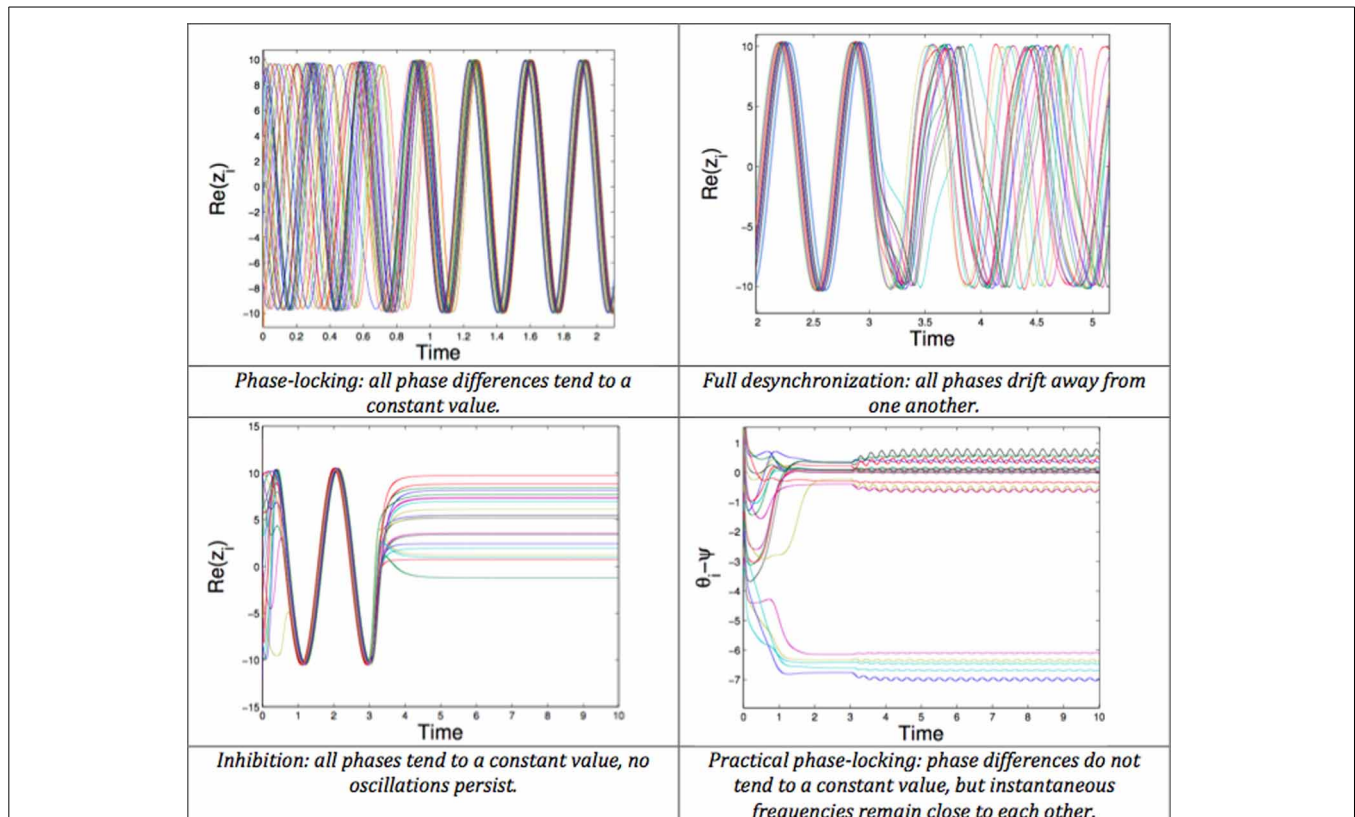 10
8
6
4
2
0
−2
−4
−6
−8
−10
Re(z_i)
0 0.2 0.4 0.6 0.8 1 1.2 1.4 1.6 1.8 2
Time
10
5
0
−5
−10
Re(z_i)
2 2.5 3 3.5 4 4.5 5
Time
Phase-locking: all phase differences tend to a
constant value.
Full desynchronization: all phases drift away from
one another.
15
10
5
0
−5
−10
−15
Re(z_i)
0 1 2 3 4 5 6 7 8 9 10
Time
1
0
−1
−2
−3
−4
−5
−6
−7
θ_i−ψ
0 1 2 3 4 5 6 7 8 9 10
Time
Inhibition: all phases tend to a constant value, no
oscillations persist.
Practical phase-locking: phase differences do not
tend to a constant value, but instantaneous
frequencies remain close to each other.